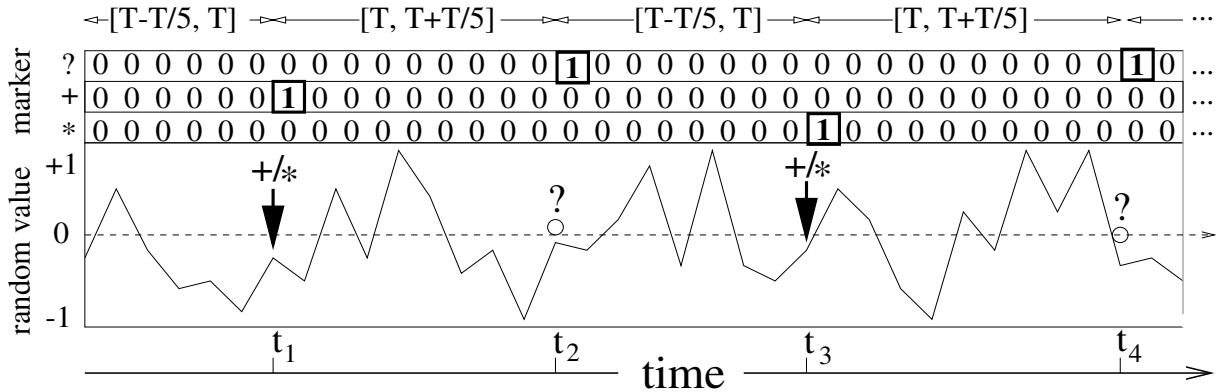 [T-T/5, T] [T, T+T/5] [T-T/5, T] [T, T+T/5] ...
marker
? 0 0 0 0 0 0 0 0 0 0 0 0 0 0 0 1 0 0 0 0 0 0 0 0 0 0 0 0 0 0 0 0 0 1 0 ...
+ 0 0 0 0 0 0 1 0 0 0 0 0 0 0 0 0 0 0 0 0 0 0 0 0 0 0 0 0 0 0 0 0 0 0 0 ...
* 0 0 0 0 0 0 0 0 0 0 0 0 0 0 0 0 0 0 0 0 0 0 0 1 0 0 0 0 0 0 0 0 0 0 0 ...
random value
+1
+/* ? +/* ?
0
-1
t1 t2 t3 t4
time